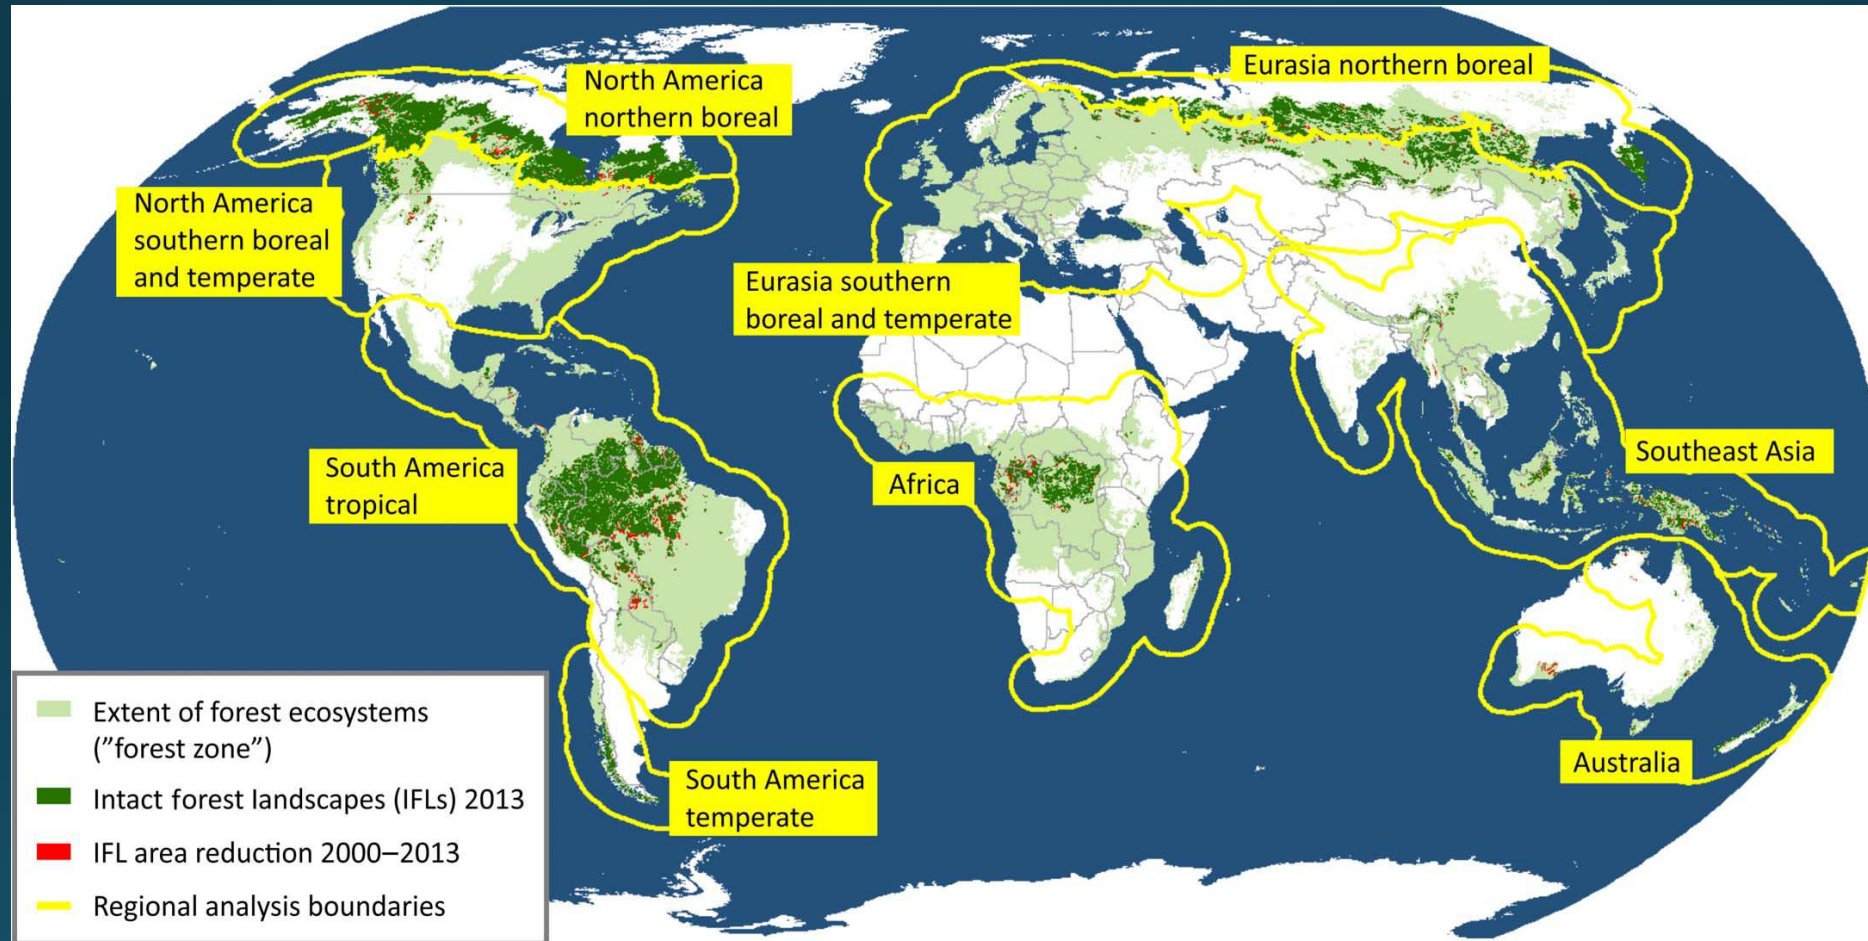 North America
northern boreal
Eurasia northern boreal
North America
southern boreal
and temperate
Eurasia southern
boreal and temperate
South America
tropical
Africa
Southeast Asia
Australia
South America
temperate
Extent of forest ecosystems
(”forest zone”)
Intact forest landscapes (IFLs) 2013
IFL area reduction 2000–2013
Regional analysis boundaries